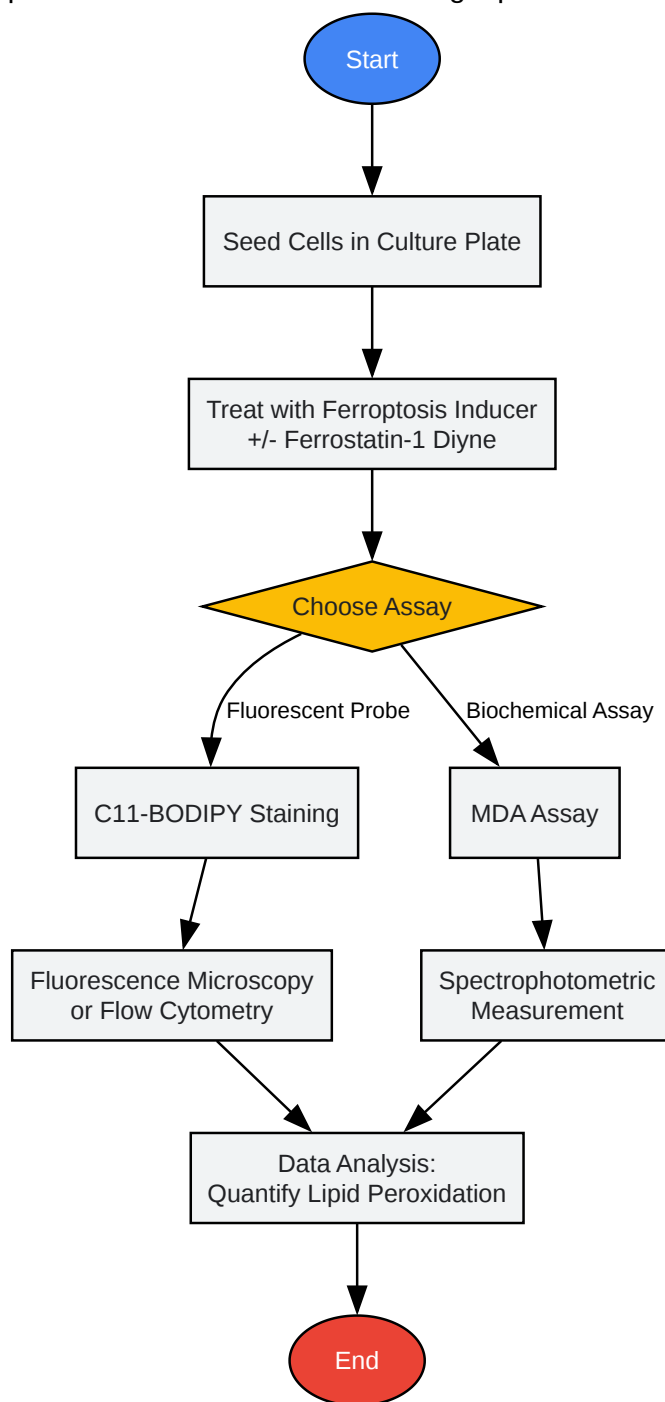 Start
Seed Cells in Culture Plate
Treat with Ferroptosis Inducer
+/- Ferrostatin-1 Diyne
Choose Assay
Fluorescent Probe
Biochemical Assay
C11-BODIPY Staining
MDA Assay
Fluorescence Microscopy
or Flow Cytometry
Spectrophotometric
Measurement
Data Analysis:
Quantify Lipid Peroxidation
End